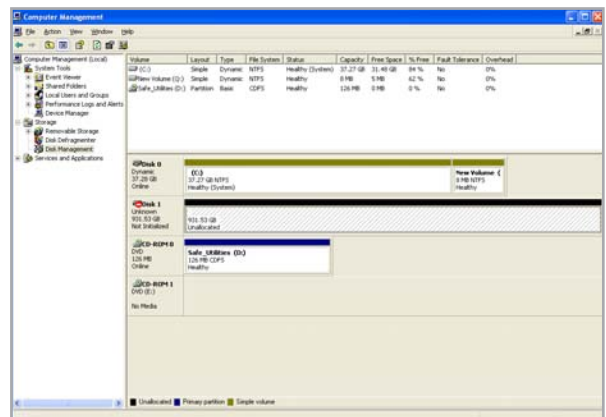 Computer Management
File Action View Window Help
Computer Management (Local)
System Tools
Event Viewer
Shared Folders
Local Users and Groups
Performance Logs and Alerts
Device Manager
Storage
Removable Storage
Disk Defragmenter
Disk Management
Services and Applications
Volume Layout Type File System Status Capacity Free Space % Free Fault Tolerance Overhead
(C:) Simple Dynamic NTFS Healthy (System) 37.27 GB 31.48 GB 84 % No 0%
New Volume (Q:) Simple Dynamic NTFS Healthy 8 MB 5 MB 62 % No 0%
Safe_Utilities (D:) Partition Basic CDFS Healthy 126 MB 0 MB 0 % No 0%
Disk 0
Dynamic
37.28 GB
Online
(C:)
37.27 GB NTFS
Healthy (System)
New Volume (
8 MB NTFS
Healthy
Disk 1
Unknown
931.53 GB
Not Initialized
931.53 GB
Unallocated
CD-ROM 0
DVD
126 MB
Online
Safe_Utilities (D:)
126 MB CDFS
Healthy
CD-ROM 1
DVD (E:)
No Media
Unallocated Primary partition Simple volume